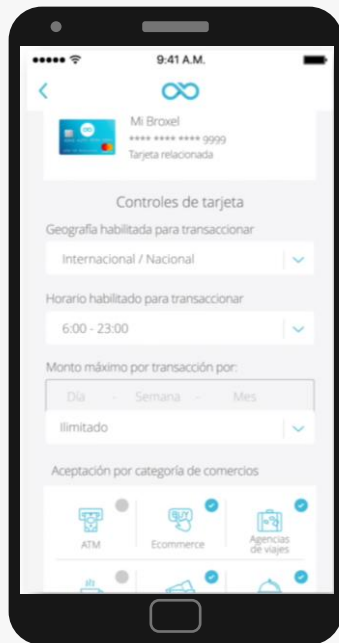 9:41 A.M.
Mi Broxel
**** **** **** 9999
Tarjeta relacionada
Controles de tarjeta
Geografía habilitada para transaccionar
Internacional / Nacional
Horario habilitado para transaccionar
6:00 - 23:00
Monto máximo por transacción por:
Día - Semana - Mes
Ilimitado
Aceptación por categoría de comercios
BUY
ATM
Ecommerce
Agencias
de viajes